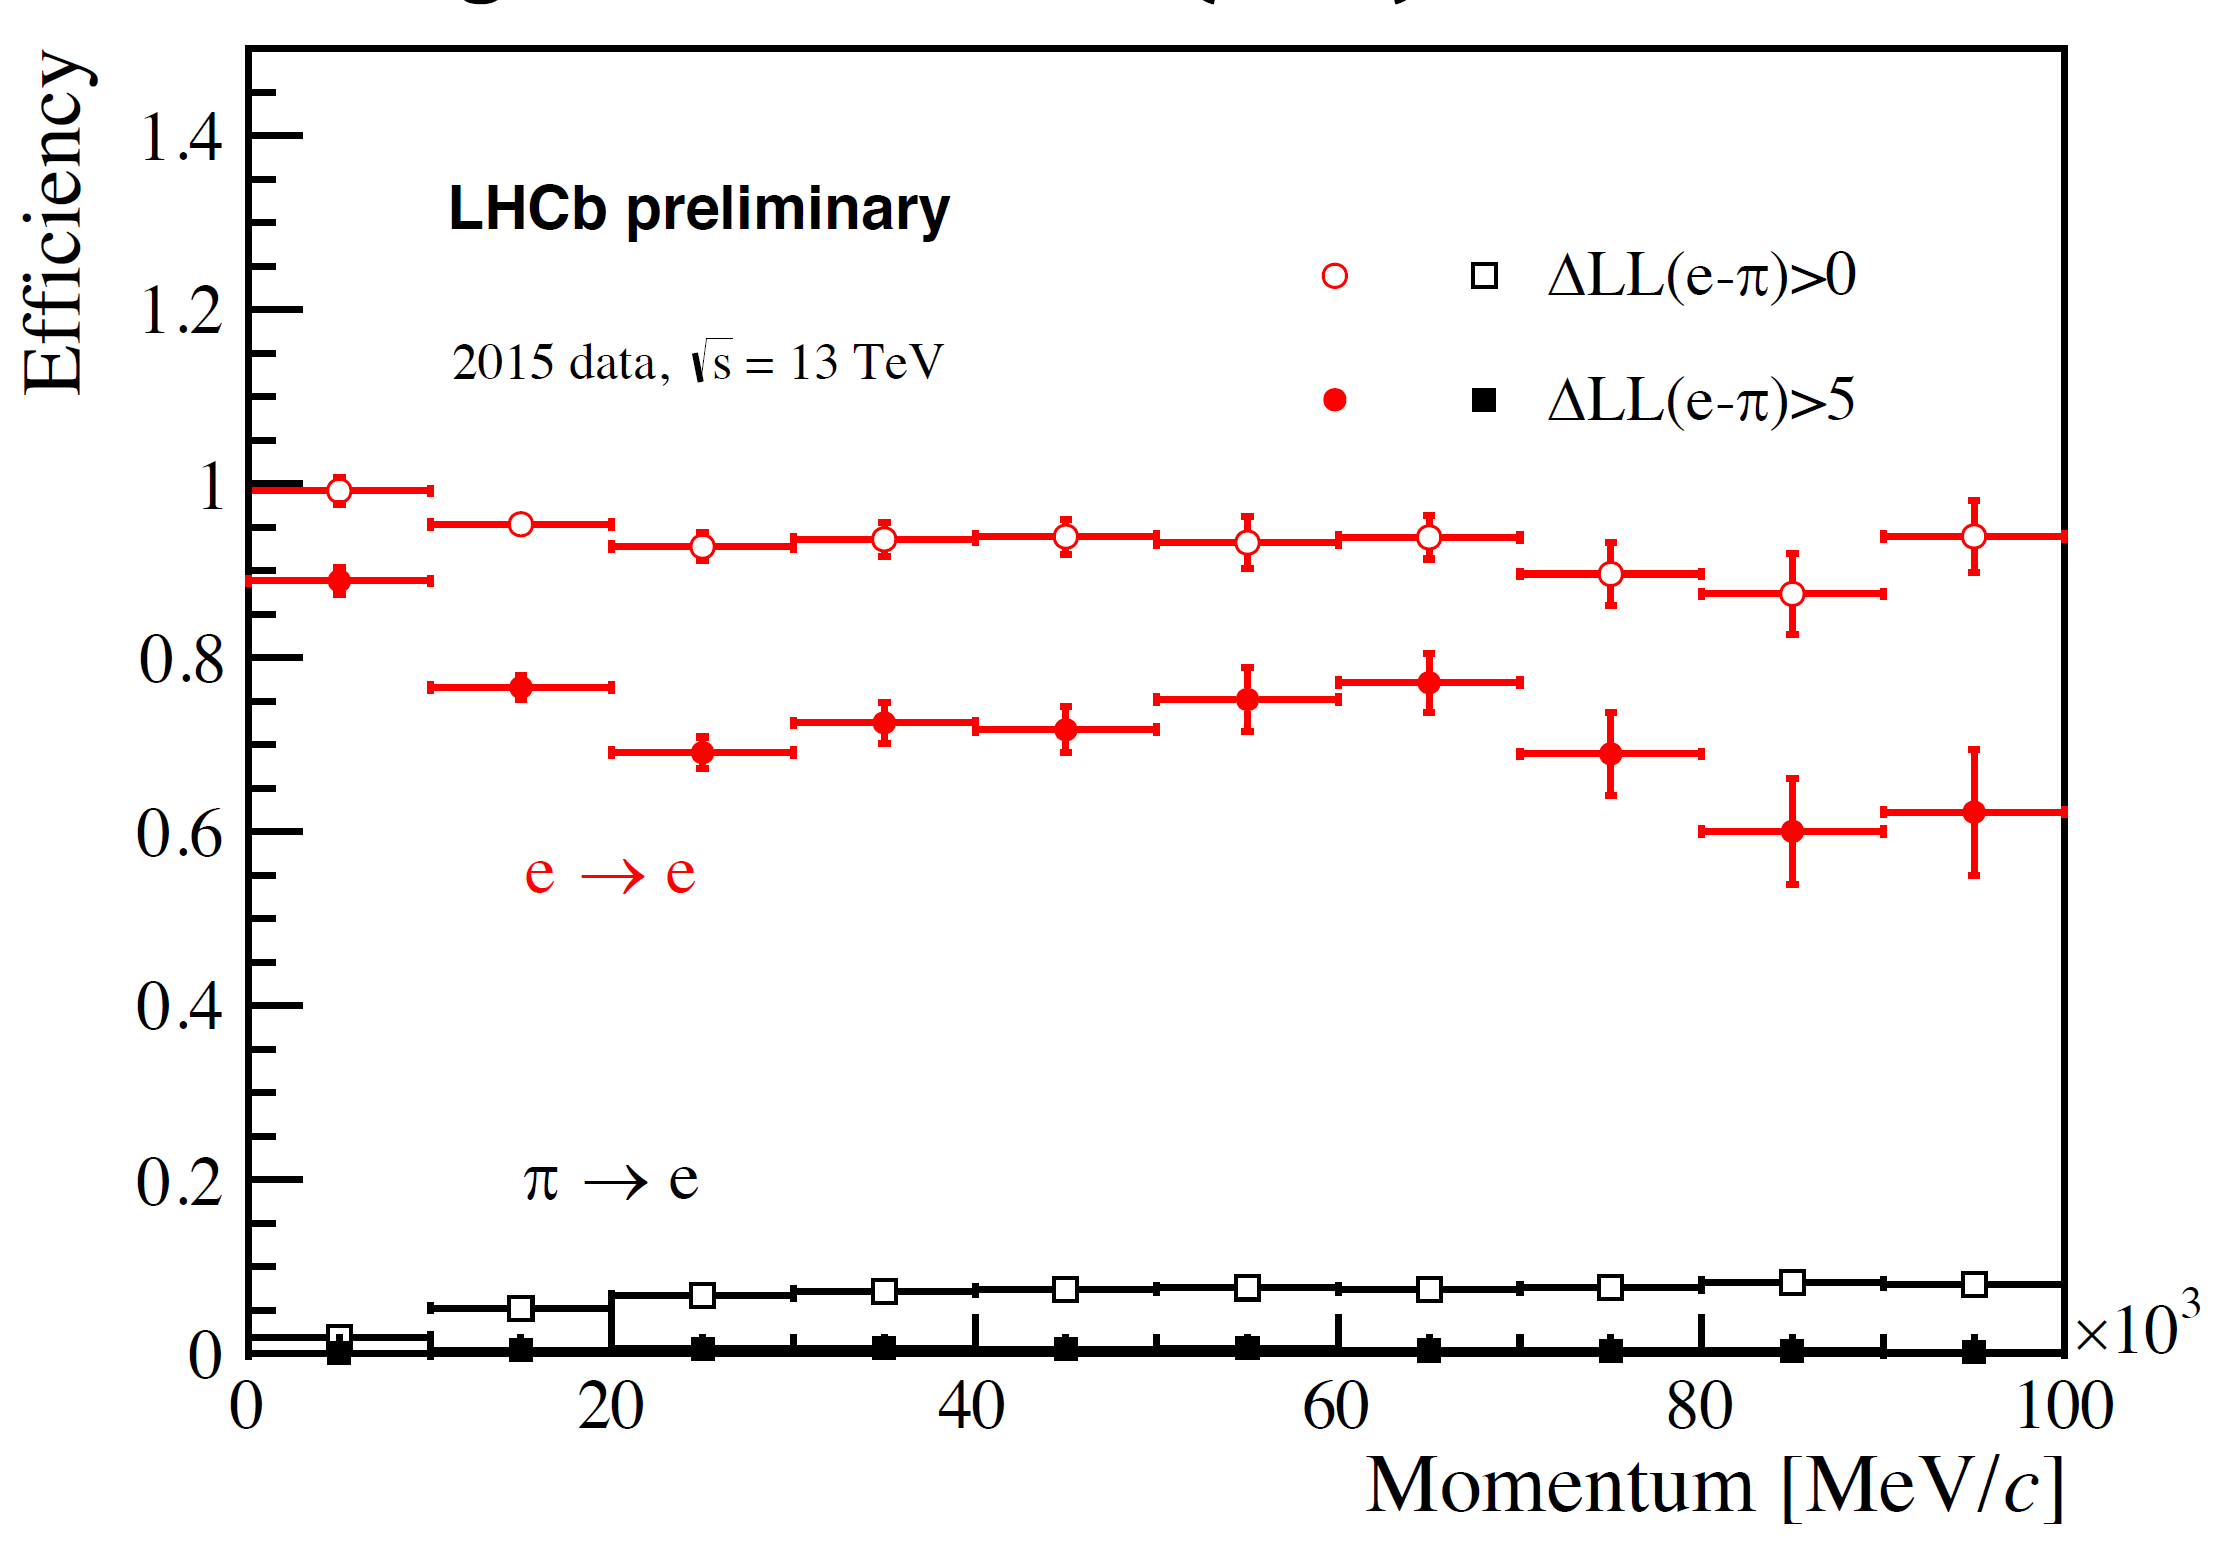 Efficiency
1.4
1.2
1
0.8
0.6
0.4
0.2
0
LHCb preliminary
2015 data, √s = 13 TeV
ΔLL(e-π)>0
ΔLL(e-π)>5
e → e
π → e
0 20 40 60 80 100
×10³
Momentum [MeV/c]